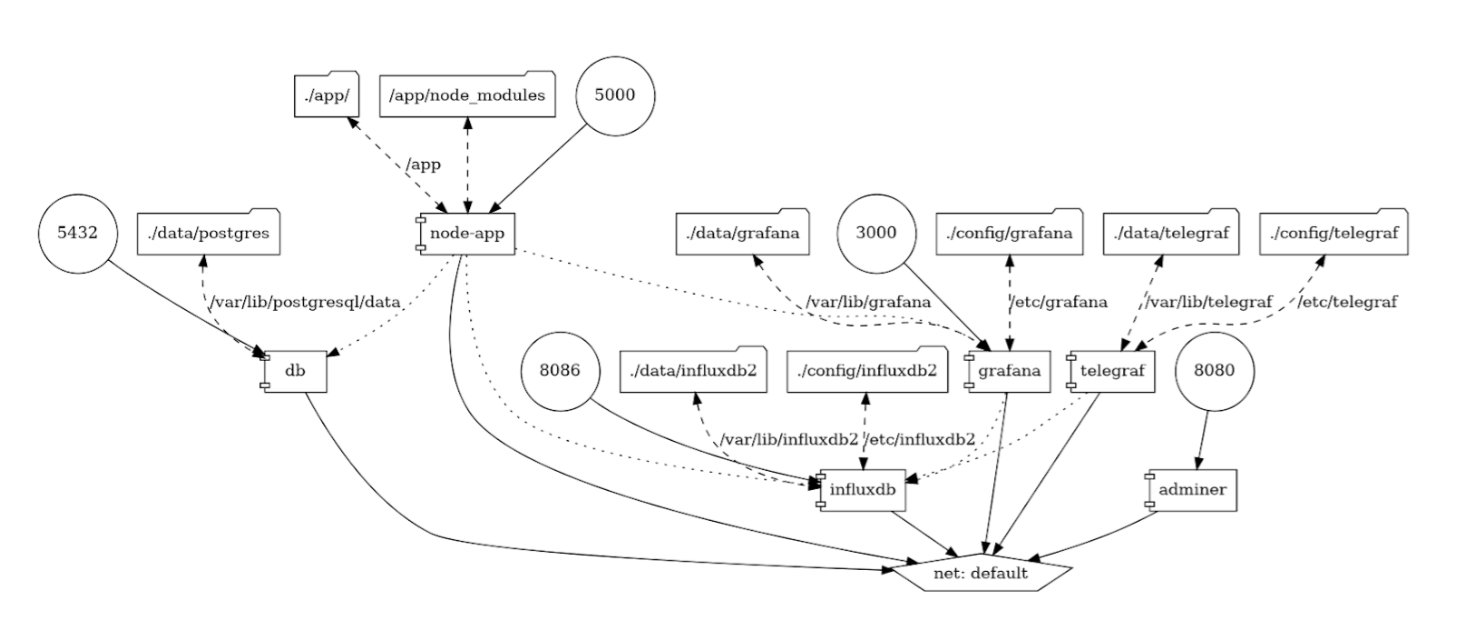 ./app/
/app/node_modules
5000
/app
5432
./data/postgres
node-app
./data/grafana
3000
./config/grafana
./data/telegraf
./config/telegraf
/var/lib/postgresql/data
/var/lib/grafana
/etc/grafana
/var/lib/telegraf
/etc/telegraf
db
8086
./data/influxdb2
./config/influxdb2
grafana
telegraf
8080
/var/lib/influxdb2
/etc/influxdb2
influxdb
adminer
net: default